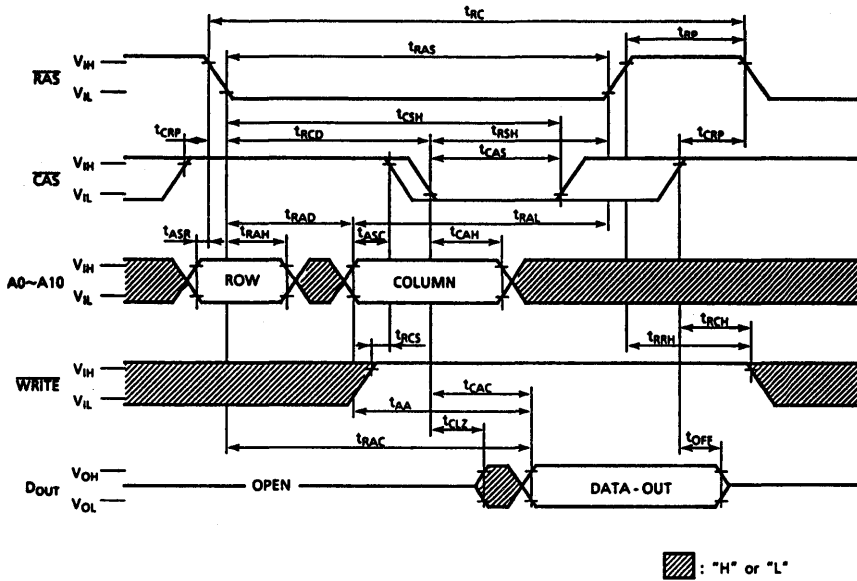 tRC
tRP
tRAS
RAS
VIH
VIL
tCSH
tCRP
tRCD
tRSH
tCRP
tCAS
CAS
VIH
VIL
tRAD
tRAL
tASR
tRAH
tASC
tCAH
A0~A10
VIH
VIL
ROW
COLUMN
tRCS
tRCH
tRRH
WRITE
VIH
VIL
tCAC
tAA
tCLZ
tRAC
tOFF
DOUT
VOH
VOL
OPEN
DATA-OUT
: "H" or "L"